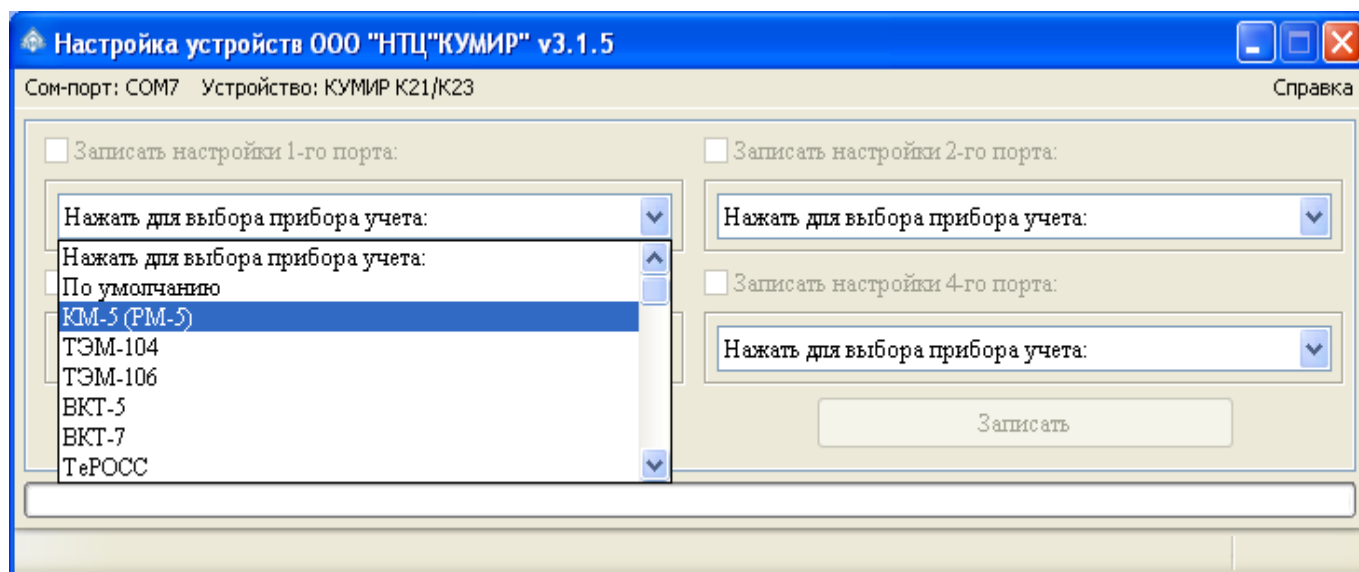 Настройка устройств ООО "НТЦ"КУМИР" v3.1.5
Сом-порт: COM7 Устройство: КУМИР K21/K23 Справка
Записать настройки 1-го порта:
Нажать для выбора прибора учета:
Нажать для выбора прибора учета:
По умолчанию
КМ-5 (РМ-5)
ТЭМ-104
ТЭМ-106
ВКТ-5
ВКТ-7
ТеРОСС
Записать настройки 2-го порта:
Нажать для выбора прибора учета:
Записать настройки 4-го порта:
Нажать для выбора прибора учета:
Записать